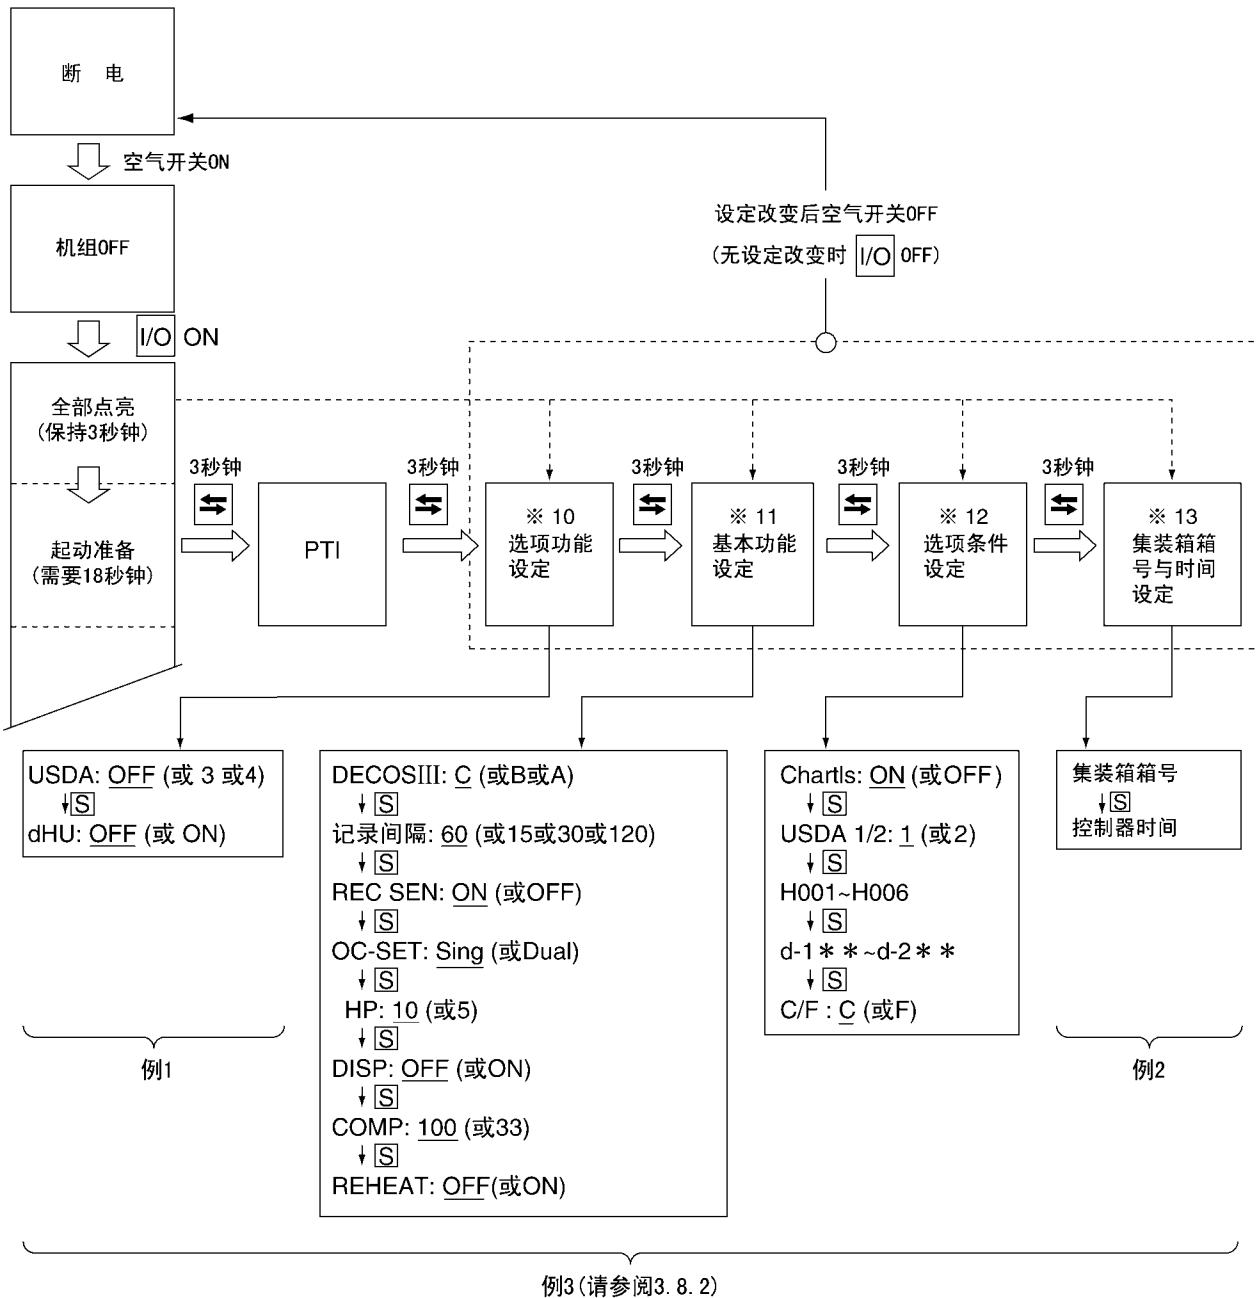 断 电
空气开关ON
机组OFF
I/O ON
设定改变后空气开关OFF
(无设定改变时 I/O OFF)
全部点亮
(保持3秒钟)
起动准备
(需要18秒钟)
3秒钟
PTI
3秒钟
※ 10
选项功能
设定
3秒钟
※ 11
基本功能
设定
3秒钟
※ 12
选项条件
设定
3秒钟
※ 13
集装箱箱
号与时间
设定
USDA: OFF (或 3 或4)
S
dHU: OFF (或 ON)
例1
DECOSIII: C (或B或A)
S
记录间隔: 60 (或15或30或120)
S
REC SEN: ON (或OFF)
S
OC-SET: Sing (或Dual)
S
HP: 10 (或5)
S
DISP: OFF (或ON)
S
COMP: 100 (或33)
S
REHEAT: OFF(或ON)
Chartls: ON (或OFF)
S
USDA 1/2: 1 (或2)
S
H001~H006
S
d-1＊＊~d-2＊＊
S
C/F : C (或F)
集装箱箱号
S
控制器时间
例2
例3(请参阅3.8.2)